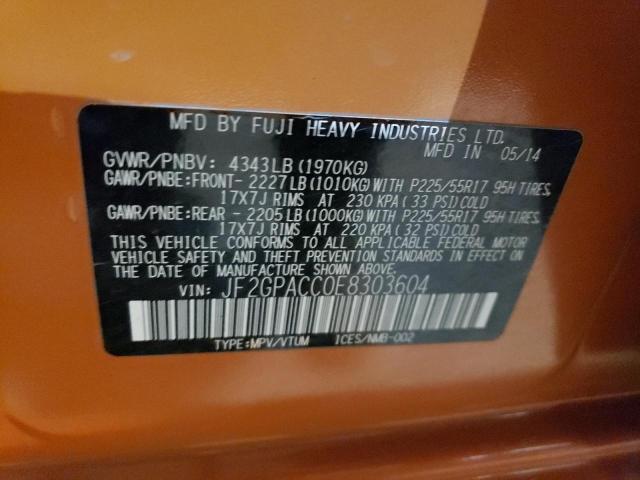 MFD BY FUJI HEAVY INDUSTRIES LTD.
MFD IN 05/14
GVWR/PNBV: 4343LB(1970KG)
GAWR/PNBE:FRONT- 2227LB(1010KG)WITH P225/55R17 95H TIRES,
17X7J RIMS AT 230 KPA(33 PSI)COLD
GAWR/PNBE:REAR - 2205LB(1000KG)WITH P225/55R17 95H TIRES,
17X7J RIMS AT 220 KPA(32 PSI)COLD
THIS VEHICLE CONFORMS TO ALL APPLICABLE FEDERAL MOTOR
VEHICLE SAFETY AND THEFT PREVENTION STANDARDS IN EFFECT
ON THE DATE OF MANUFACTURE SHOWN ABOVE.
VIN: JF2GPACC0E8303604
TYPE:MPV/VTUM ICES/NMB-002